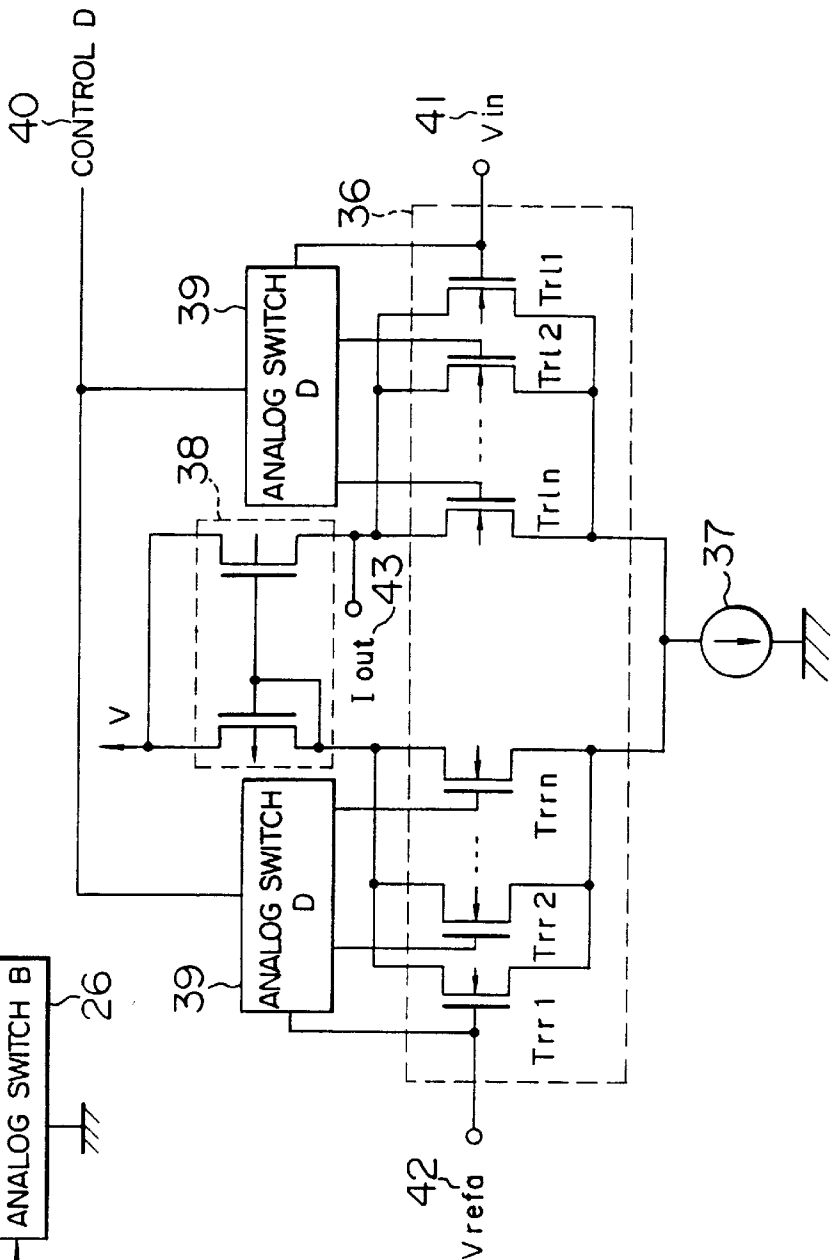 40
CONTROL D
39
ANALOG SWITCH
D
36
41
Vin
38
V
Iout
43
39
ANALOG SWITCH
D
Trl1
Trl2
Trln
Trrn
Trr2
Trr1
37
42
Vrefa
ANALOG SWITCH B
26